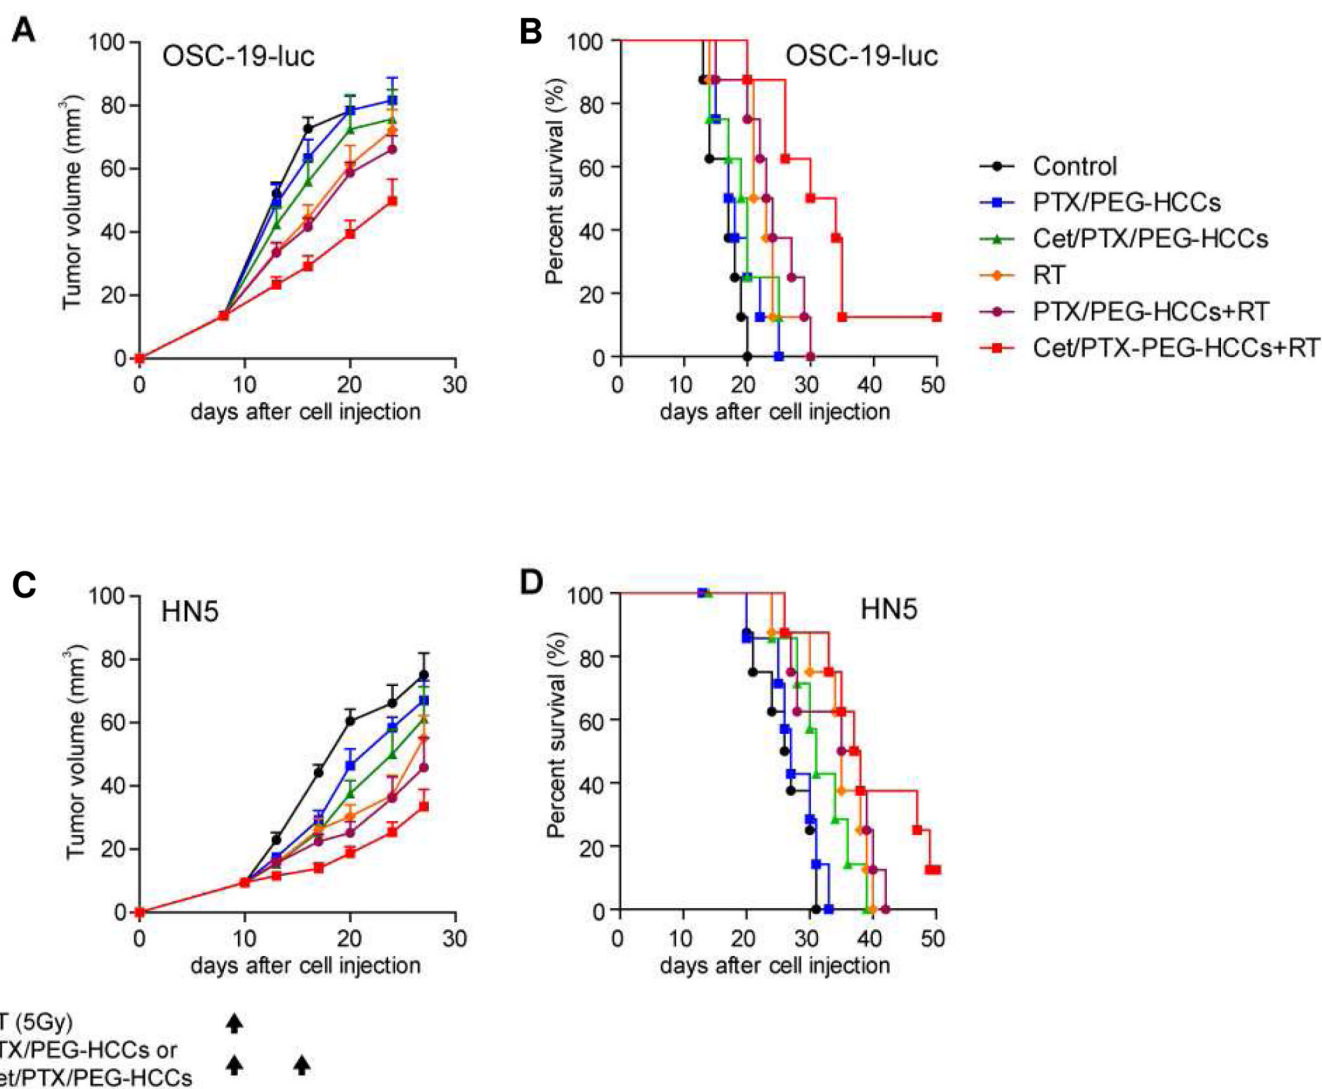 A
OSC-19-luc
Tumor volume (mm³)
100
80
60
40
20
0
0 10 20 30
days after cell injection
B
OSC-19-luc
Percent survival (%)
100
80
60
40
20
0
0 10 20 30 40 50
days after cell injection
Control
PTX/PEG-HCCs
Cet/PTX/PEG-HCCs
RT
PTX/PEG-HCCs+RT
Cet/PTX-PEG-HCCs+RT
C
HN5
Tumor volume (mm³)
100
80
60
40
20
0
0 10 20 30
days after cell injection
D
HN5
Percent survival (%)
100
80
60
40
20
0
0 10 20 30 40 50
days after cell injection
T (5Gy)
TX/PEG-HCCs or
et/PTX/PEG-HCCs